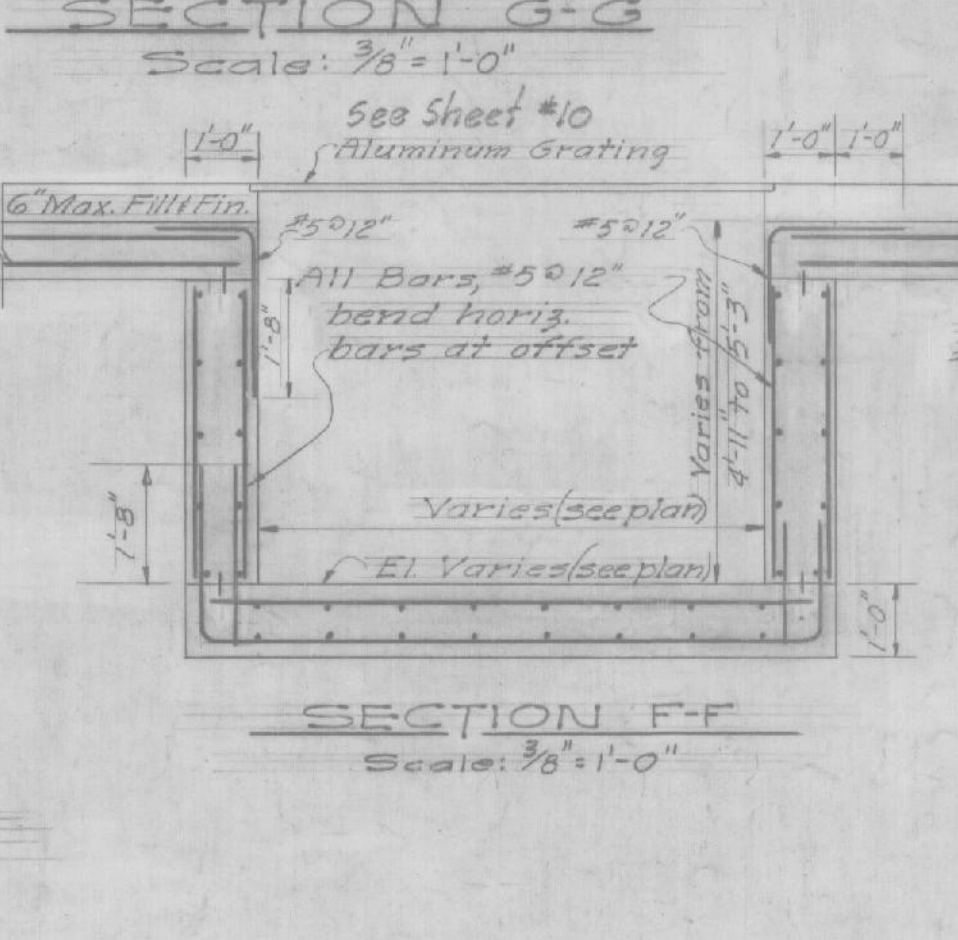 SECTION G-G
Scale: 3/8" = 1'-0"
See Sheet #10
1'-0"
Aluminum Grating
1'-0"
1'-0"
6" Max. Fill & Fin.
#5@12"
#5@12"
All Bars, #5@12"
bend horiz.
bars at offset
1'-8"
Varies from
4'-11" to 5'-3"
1'-8"
Varies (see plan)
El. Varies (see plan)
1'-0"
SECTION F-F
Scale: 3/8" = 1'-0"